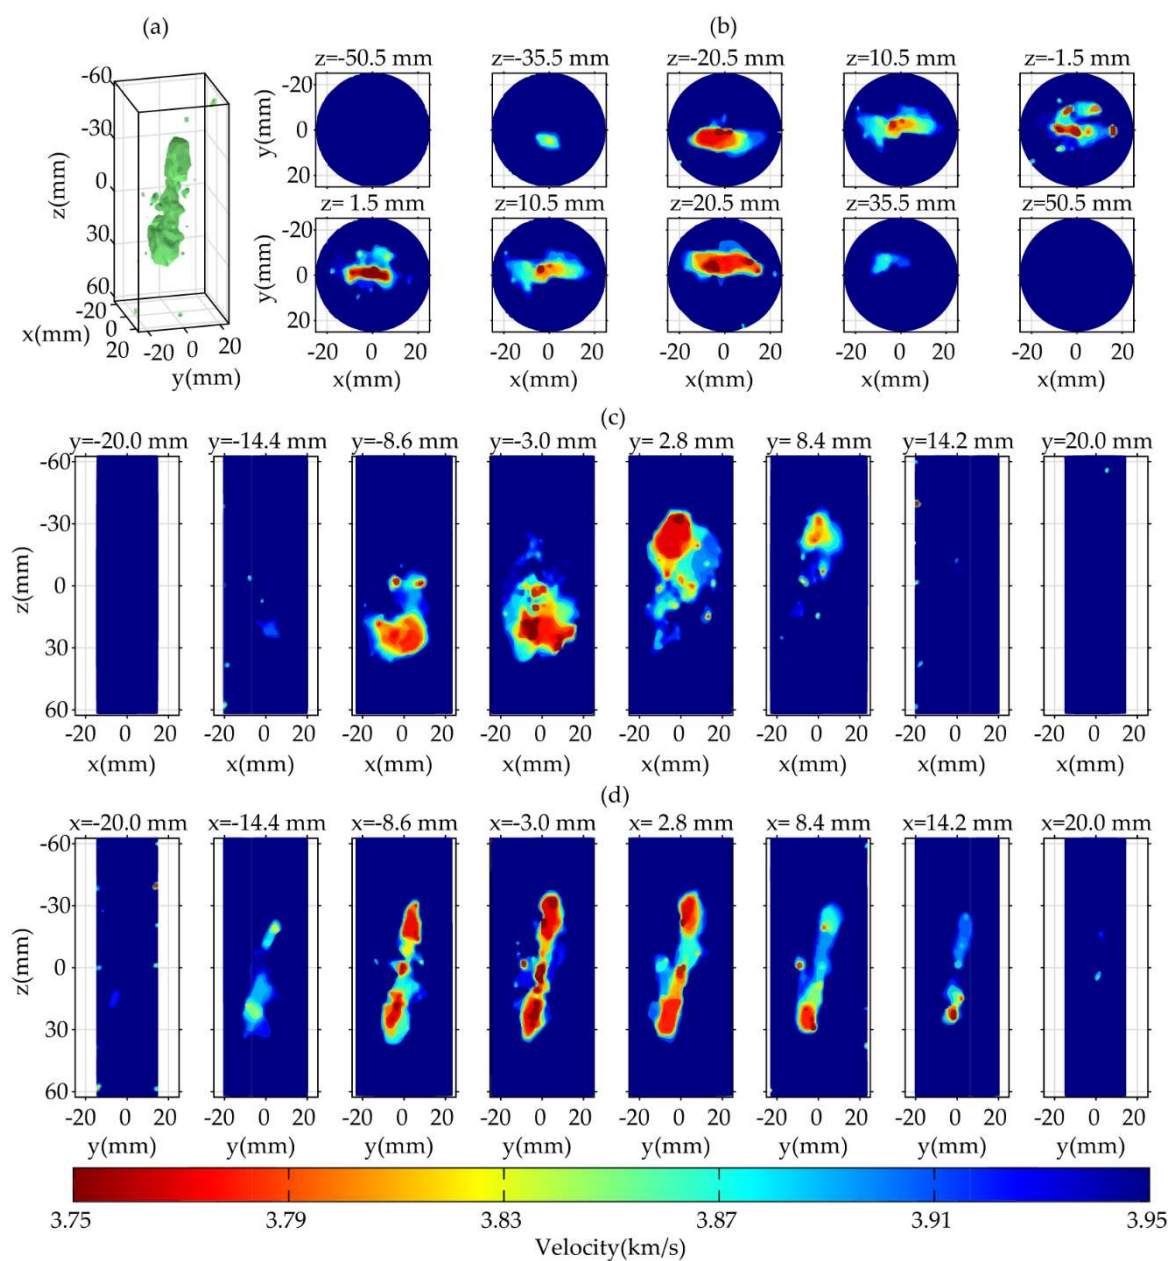 (a)
(b)
z=-50.5 mm z=-35.5 mm z=-20.5 mm z=10.5 mm z=-1.5 mm
-60
-30
0
30
60
z(mm)
-20
0
20
x(mm)
-20 0 20
y(mm)
-20
0
20
y(mm)
z= 1.5 mm z=10.5 mm z=20.5 mm z=35.5 mm z=50.5 mm
-20
0
20
y(mm)
-20 0 20 -20 0 20 -20 0 20 -20 0 20 -20 0 20
x(mm) x(mm) x(mm) x(mm) x(mm)
(c)
y=-20.0 mm y=-14.4 mm y=-8.6 mm y=-3.0 mm y= 2.8 mm y= 8.4 mm y=14.2 mm y=20.0 mm
-60
-30
0
30
60
z(mm)
-20 0 20 -20 0 20 -20 0 20 -20 0 20 -20 0 20 -20 0 20 -20 0 20 -20 0 20
x(mm) x(mm) x(mm) x(mm) x(mm) x(mm) x(mm) x(mm)
(d)
x=-20.0 mm x=-14.4 mm x=-8.6 mm x=-3.0 mm x= 2.8 mm x= 8.4 mm x=14.2 mm x=20.0 mm
-60
-30
0
30
60
z(mm)
-20 0 20 -20 0 20 -20 0 20 -20 0 20 -20 0 20 -20 0 20 -20 0 20 -20 0 20
y(mm) y(mm) y(mm) y(mm) y(mm) y(mm) y(mm) y(mm)
3.75 3.79 3.83 3.87 3.91 3.95
Velocity(km/s)